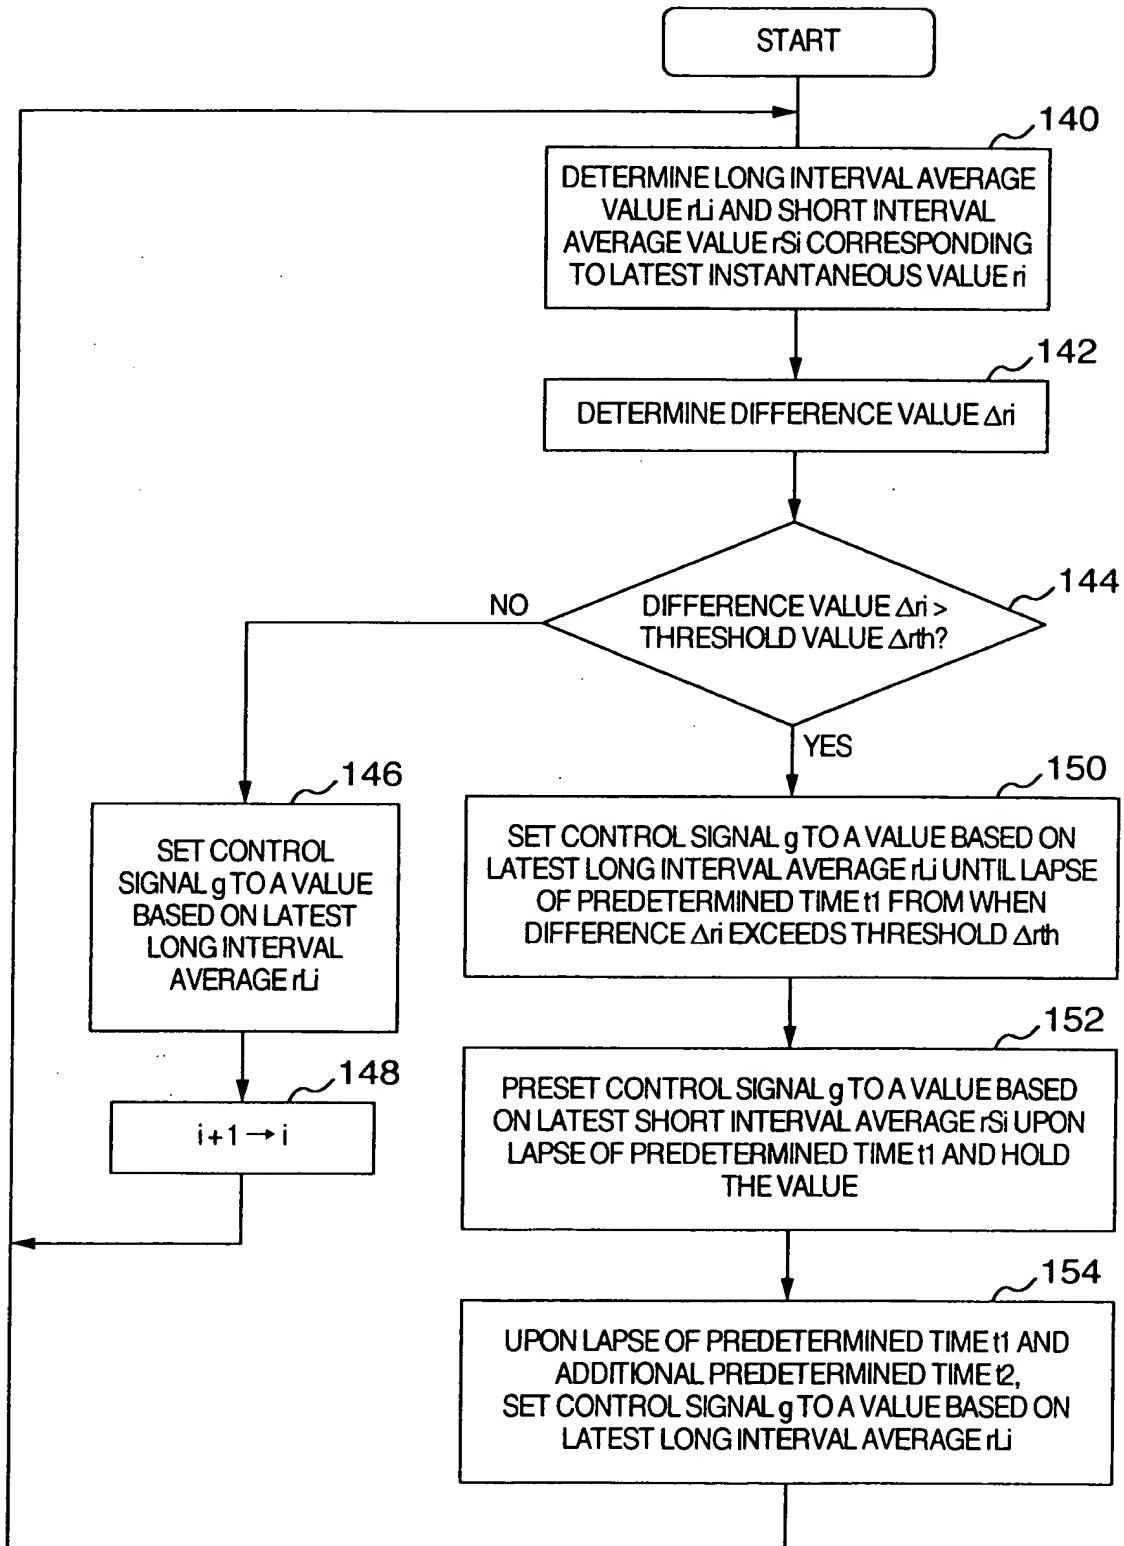 START
140
DETERMINE LONG INTERVAL AVERAGE
VALUE rLi AND SHORT INTERVAL
AVERAGE VALUE rSi CORRESPONDING
TO LATEST INSTANTANEOUS VALUE ri
142
DETERMINE DIFFERENCE VALUE Δri
144
DIFFERENCE VALUE Δri >
THRESHOLD VALUE Δrth?
NO
YES
146
SET CONTROL
SIGNAL g TO A VALUE
BASED ON LATEST
LONG INTERVAL
AVERAGE rLi
148
i+1→i
150
SET CONTROL SIGNAL g TO A VALUE BASED ON
LATEST LONG INTERVAL AVERAGE rLi UNTIL LAPSE
OF PREDETERMINED TIME t1 FROM WHEN
DIFFERENCE Δri EXCEEDS THRESHOLD Δrth
152
PRESET CONTROL SIGNAL g TO A VALUE BASED
ON LATEST SHORT INTERVAL AVERAGE rSi UPON
LAPSE OF PREDETERMINED TIME t1 AND HOLD
THE VALUE
154
UPON LAPSE OF PREDETERMINED TIME t1 AND
ADDITIONAL PREDETERMINED TIME t2,
SET CONTROL SIGNAL g TO A VALUE BASED ON
LATEST LONG INTERVAL AVERAGE rLi